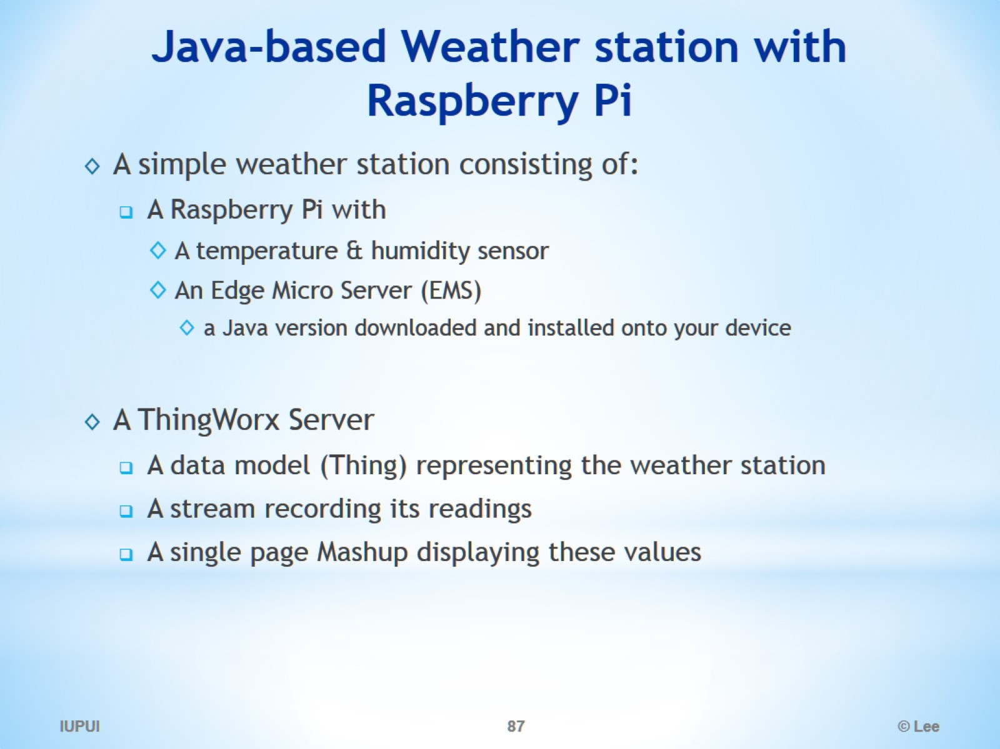 Java-based Weather station with
Raspberry Pi
A simple weather station consisting of:
A Raspberry Pi with
A temperature & humidity sensor
An Edge Micro Server (EMS)
a Java version downloaded and installed onto your device
A ThingWorx Server
A data model (Thing) representing the weather station
A stream recording its readings
A single page Mashup displaying these values
IUPUI
87
© Lee